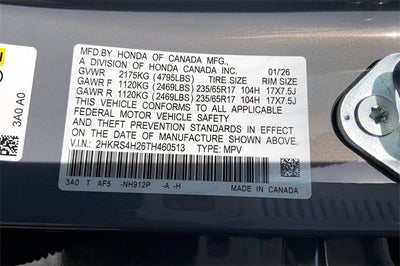 MFD.BY HONDA OF CANADA MFG.,
A DIVISION OF HONDA CANADA INC. 01/26
GVWR 2175KG (4795LBS) TIRE SIZE RIM SIZE
GAWR F 1120KG (2469LBS) 235/65R17 104H 17X7.5J
GAWR R 1120KG (2469LBS) 235/65R17 104H 17X7.5J
THIS VEHICLE CONFORMS TO ALL APPLICABLE
FEDERAL MOTOR VEHICLE SAFETY AND
THEFT PREVENTION STANDARDS IN EFFECT ON
THE DATE OF MANUFACTURE SHOWN ABOVE.
V.I.N.: 2HKRS4H26TH460513 TYPE: MPV
3A0 T AF5 -NH912P -A -H
MADE IN CANADA
3A0 A0